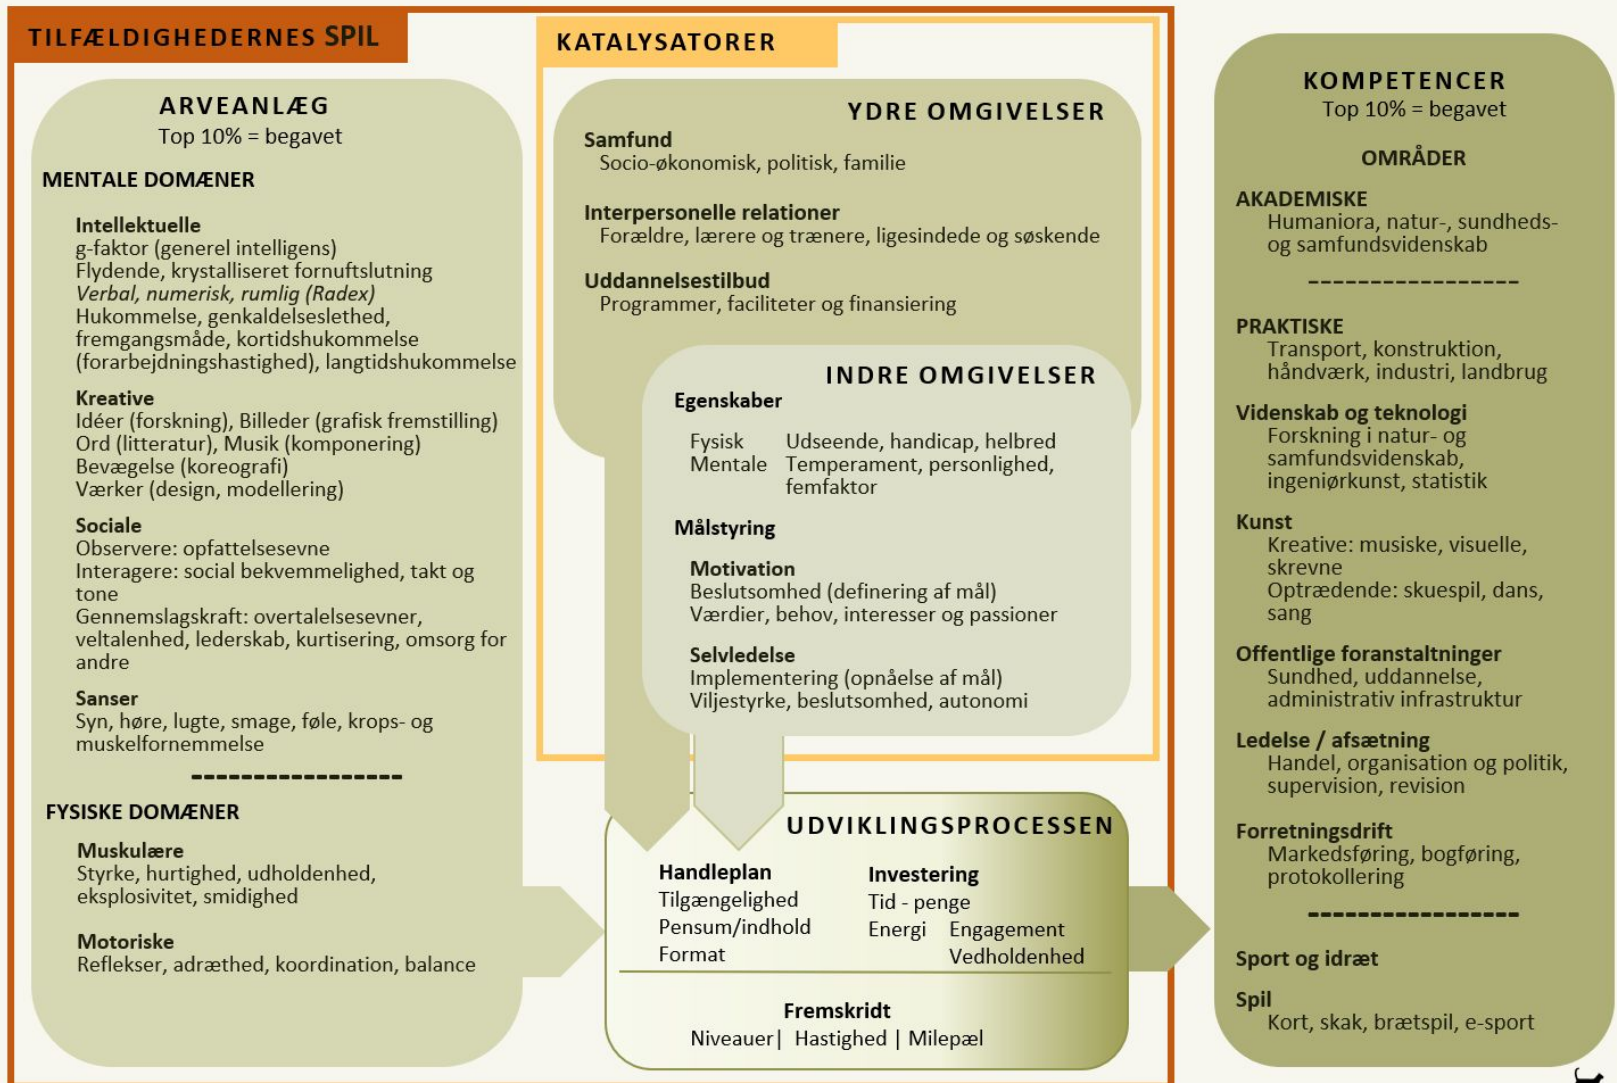 TILFÆLDIGHEDERNES SPIL
ARVEANLÆG
Top 10% = begavet
MENTALE DOMÆNER
Intellektuelle
g-faktor (generel intelligens)
Flydende, krystalliseret fornuftslutning
Verbal, numerisk, rumlig (Radex)
Hukommelse, genkaldelseslethed,
fremgangsmåde, kortidshukommelse
(forarbejdningshastighed), langtidshukommelse
Kreative
Idéer (forskning), Billeder (grafisk fremstilling)
Ord (litteratur), Musik (komponering)
Bevægelse (koreografi)
Værker (design, modellering)
Sociale
Observere: opfattelsesevne
Interagere: social bekvemmelighed, takt og
tone
Gennemslagskraft: overtalelsesevner,
veltalenhed, lederskab, kurtisering, omsorg for
andre
Sanser
Syn, høre, lugte, smage, føle, krops- og
muskelfornemmelse
-----------------
FYSISKE DOMÆNER
Muskulære
Styrke, hurtighed, udholdenhed,
eksplosivitet, smidighed
Motoriske
Reflekser, adræthed, koordination, balance
KATALYSATORER
YDRE OMGIVELSER
Samfund
Socio-økonomisk, politisk, familie
Interpersonelle relationer
Forældre, lærere og trænere, ligesindede og søskende
Uddannelsestilbud
Programmer, faciliteter og finansiering
INDRE OMGIVELSER
Egenskaber
Fysisk Udseende, handicap, helbred
Mentale Temperament, personlighed,
femfaktor
Målstyring
Motivation
Beslutsomhed (definering af mål)
Værdier, behov, interesser og passioner
Selvledelse
Implementering (opnåelse af mål)
Viljestyrke, beslutsomhed, autonomi
UDVIKLINGSPROCESSEN
Handleplan
Tilgængelighed
Pensum/indhold
Format
Investering
Tid - penge
Energi Engagement
Vedholdenhed
Fremskridt
Niveauer| Hastighed | Milepæl
KOMPETENCER
Top 10% = begavet
OMRÅDER
AKADEMISKE
Humaniora, natur-, sundheds-
og samfundsvidenskab
-----------------
PRAKTISKE
Transport, konstruktion,
håndværk, industri, landbrug
Videnskab og teknologi
Forskning i natur- og
samfundsvidenskab,
ingeniørkunst, statistik
Kunst
Kreative: musiske, visuelle,
skrevne
Optrædende: skuespil, dans,
sang
Offentlige foranstaltninger
Sundhed, uddannelse,
administrativ infrastruktur
Ledelse / afsætning
Handel, organisation og politik,
supervision, revision
Forretningsdrift
Markedsføring, bogføring,
protokollering
-----------------
Sport og idræt
Spil
Kort, skak, brætspil, e-sport